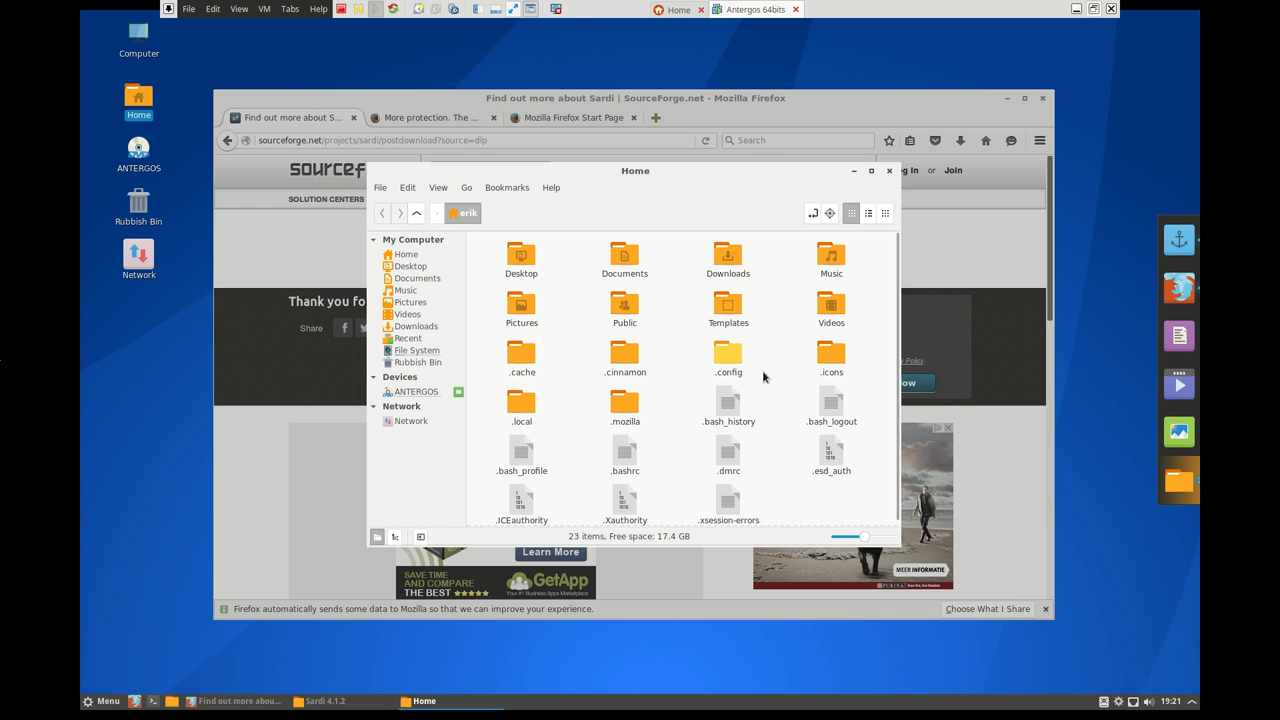 File Edit View VM Tabs Help
Home
Antergos 64bits
Computer
Home
ANTERGOS
Rubbish Bin
Network
Find out more about Sardi | SourceForge.net - Mozilla Firefox
Find out more about S...
More protection. The ...
Mozilla Firefox Start Page
sourceforge.net/projects/sardi/postdownload?source=dlp
Search
sourcef
or Join
SOLUTION CENTERS
Thank you fo
Share
Policy.
Home
File Edit View Go Bookmarks Help
erik
My Computer
Home
Desktop
Documents
Music
Pictures
Videos
Downloads
Recent
File System
Rubbish Bin
Devices
ANTERGOS
Network
Network
Desktop Documents Downloads Music
Pictures Public Templates Videos
.cache .cinnamon .config .icons
.local .mozilla .bash_history .bash_logout
.bash_profile .bashrc .dmrc .esd_auth
.ICEauthority .Xauthority .xsession-errors
23 items, Free space: 17.4 GB
Learn More
SAVE TIME
AND COMPARE
THE BEST
GetApp
MEER INFORMATIE
PURINA
Firefox automatically sends some data to Mozilla so that we can improve your experience.
Choose What I Share
Menu
Find out more abou...
Sardi 4.1.2
Home
19:21